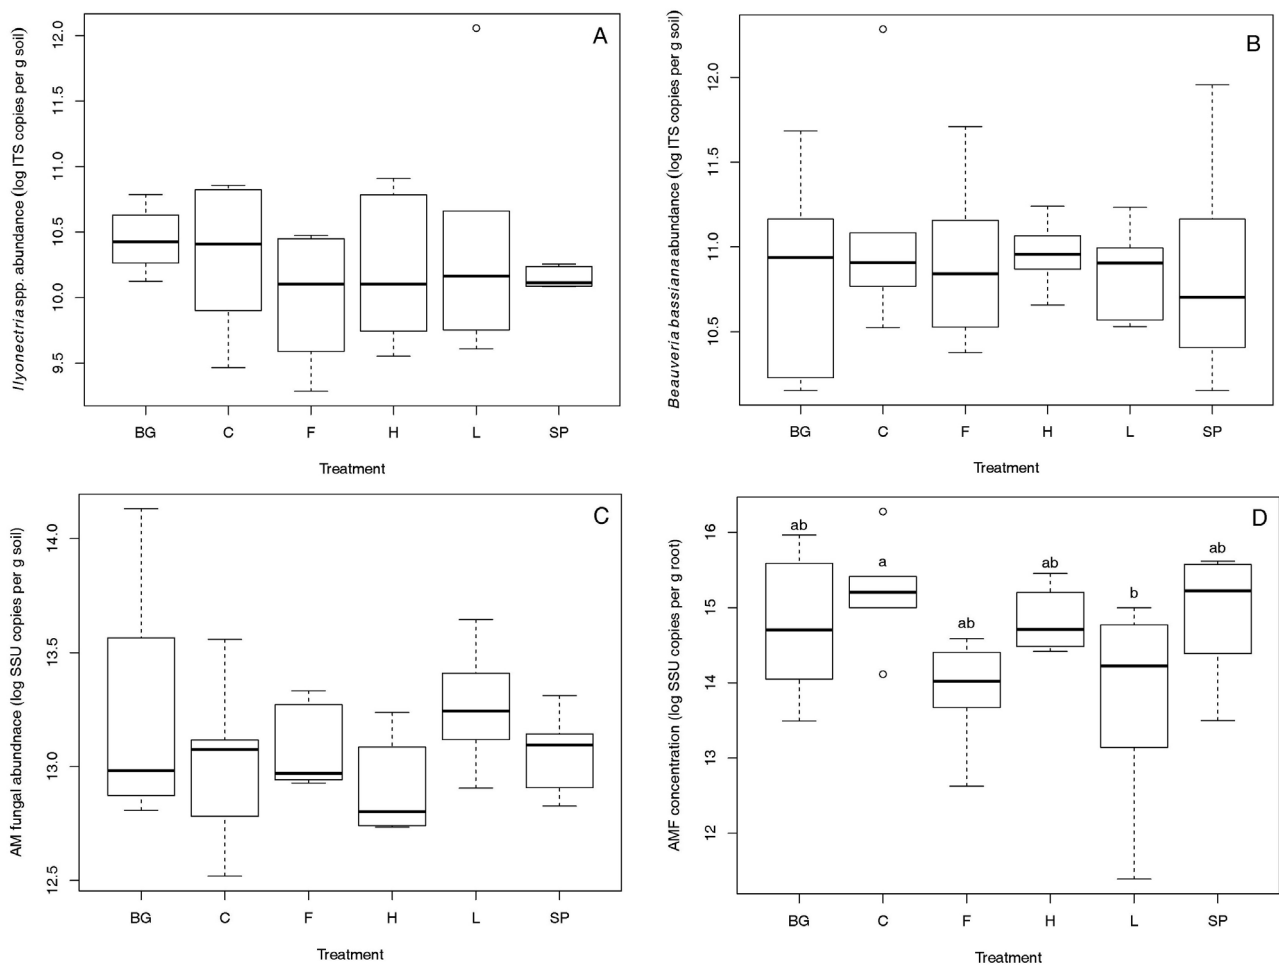 A
Ilyonectria spp. abundance (log ITS copies per g soil)
12.0
11.5
11.0
10.5
10.0
9.5
BG C F H L SP
Treatment
B
Beauveria bassiana abundance (log ITS copies per g soil)
12.0
11.5
11.0
10.5
BG C F H L SP
Treatment
C
AM fungal abundnace (log SSU copies per g soil)
14.0
13.5
13.0
12.5
BG C F H L SP
Treatment
D
AMF concentration (log SSU copies per g root)
16
15
14
13
12
ab a ab ab b ab
BG C F H L SP
Treatment